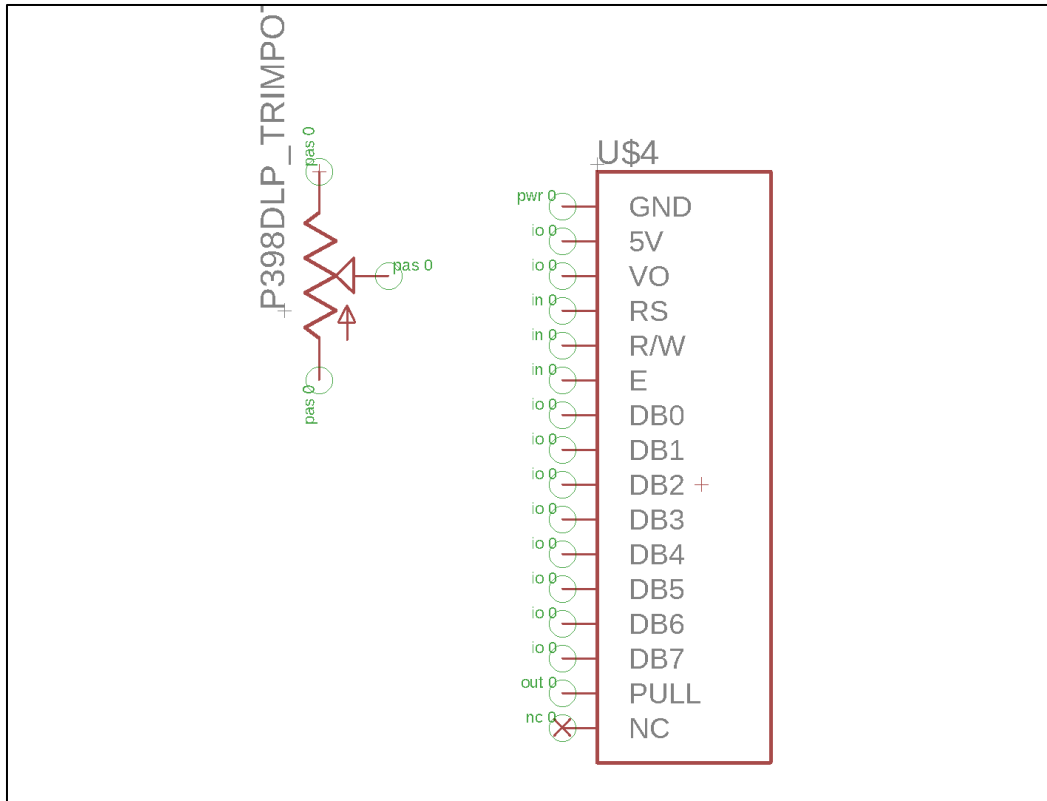 P398DLP_TRIMPO
pas 0
pas 0
pas 0
U$4
pwr 0 GND
io 0 5V
io 0 VO
in 0 RS
in 0 R/W
in 0 E
io 0 DB0
io 0 DB1
io 0 DB2
io 0 DB3
io 0 DB4
io 0 DB5
io 0 DB6
io 0 DB7
out 0 PULL
nc 0 NC